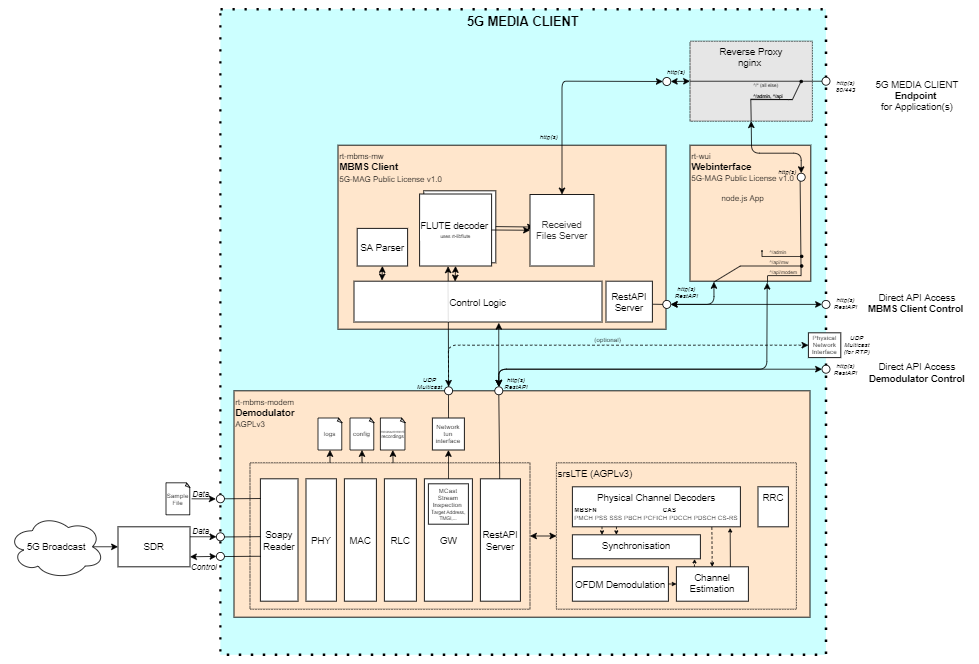 5G MEDIA CLIENT
Reverse Proxy
nginx
*/* (all else)
*/admin, */api
http(s)
http(s)
80/443
5G MEDIA CLIENT
Endpoint
for Application(s)
http(s)
rt-mbms-mw
MBMS Client
5G-MAG Public License v1.0
FLUTE decoder
SA Parser
Received
Files Server
Control Logic
RestAPI
Server
rt-wui
Webinterface
5G-MAG Public License v1.0
http(s)
node.js App
*/admin
*/api/mw
*/api/modem
http(s)
RestAPI
http(s)
RestAPI
Direct API Access
MBMS Client Control
(optional)
Physical
Network
Interface
UDP
Multicast
(for RTP)
http(s)
RestAPI
Direct API Access
Demodulator Control
UDP
Multicast
http(s)
RestAPI
rt-mbms-modem
Demodulator
AGPLv3
logs
config
recordings
Network
tun
interface
Soapy
Reader
PHY
MAC
RLC
MCast
Stream
Inspection
Target Address,
TMGI,...
GW
RestAPI
Server
srsLTE (AGPLv3)
Physical Channel Decoders
MBSFN
CAS
PMCH PSS SSS PBCH PCFICH PDCCH PDSCH CS-RS
RRC
Synchronisation
OFDM Demodulation
Channel
Estimation
Sample
File
Data
5G Broadcast
SDR
Data
Control